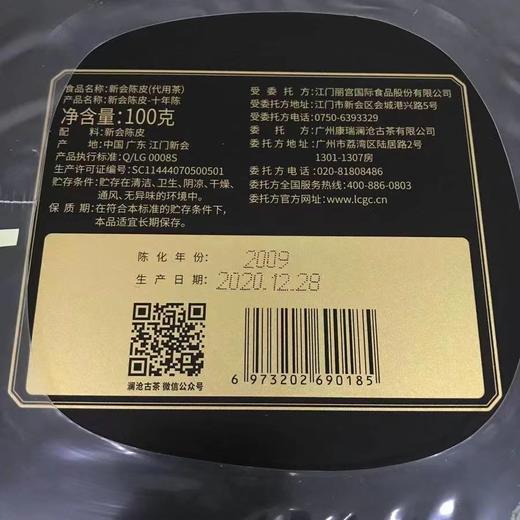 食品名称:新会陈皮(代用茶)
产品名称:新会陈皮-十年陈
净含量:100克
配 料:新会陈皮
产 地:中国 广东 江门新会
产品执行标准:Q/LG 0008S
生产许可证编号:SC11444070500501
贮存条件:贮存在清洁、卫生、阴凉、干燥、
通风、无异味的环境中。
保 质 期:在符合本标准的贮存条件下,
本品适宜长期保存。
受 委 托 方:江门丽宫国际食品股份有限公司
受委托方地址:江门市新会区会城港兴路5号
受委托方电话:0750-6393329
委 托 方:广州康瑞澜沧古茶有限公司
委托方地址:广州市荔湾区陆居路2号
1301-1307房
委托方电话:020-81808486
委托方全国服务热线:400-886-0803
委托方官方网址:www.lcgc.cn
陈 化 年 份: 2009
生 产 日 期: 2020.12.28
澜沧古茶 微信公众号
6 973202 690185